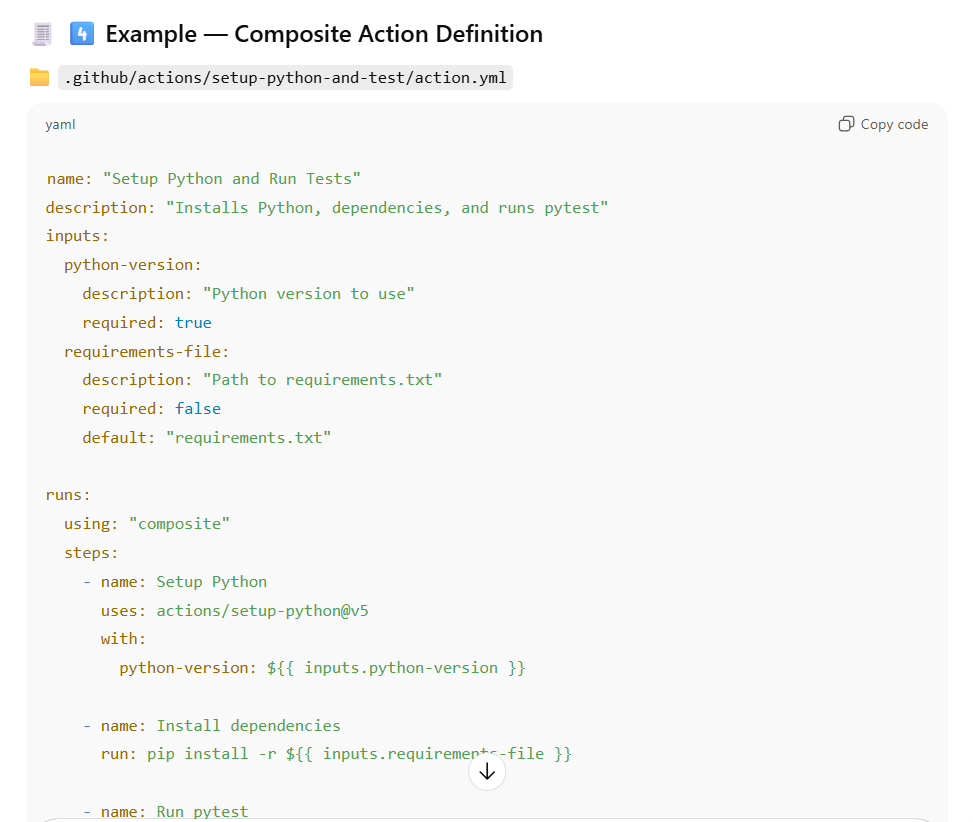 4 Example — Composite Action Definition
.github/actions/setup-python-and-test/action.yml
yaml
Copy code
name: "Setup Python and Run Tests"
description: "Installs Python, dependencies, and runs pytest"
inputs:
  python-version:
    description: "Python version to use"
    required: true
  requirements-file:
    description: "Path to requirements.txt"
    required: false
    default: "requirements.txt"
runs:
  using: "composite"
  steps:
    - name: Setup Python
      uses: actions/setup-python@v5
      with:
        python-version: ${{ inputs.python-version }}
    - name: Install dependencies
      run: pip install -r ${{ inputs.requirements-file }}
    - name: Run pytest